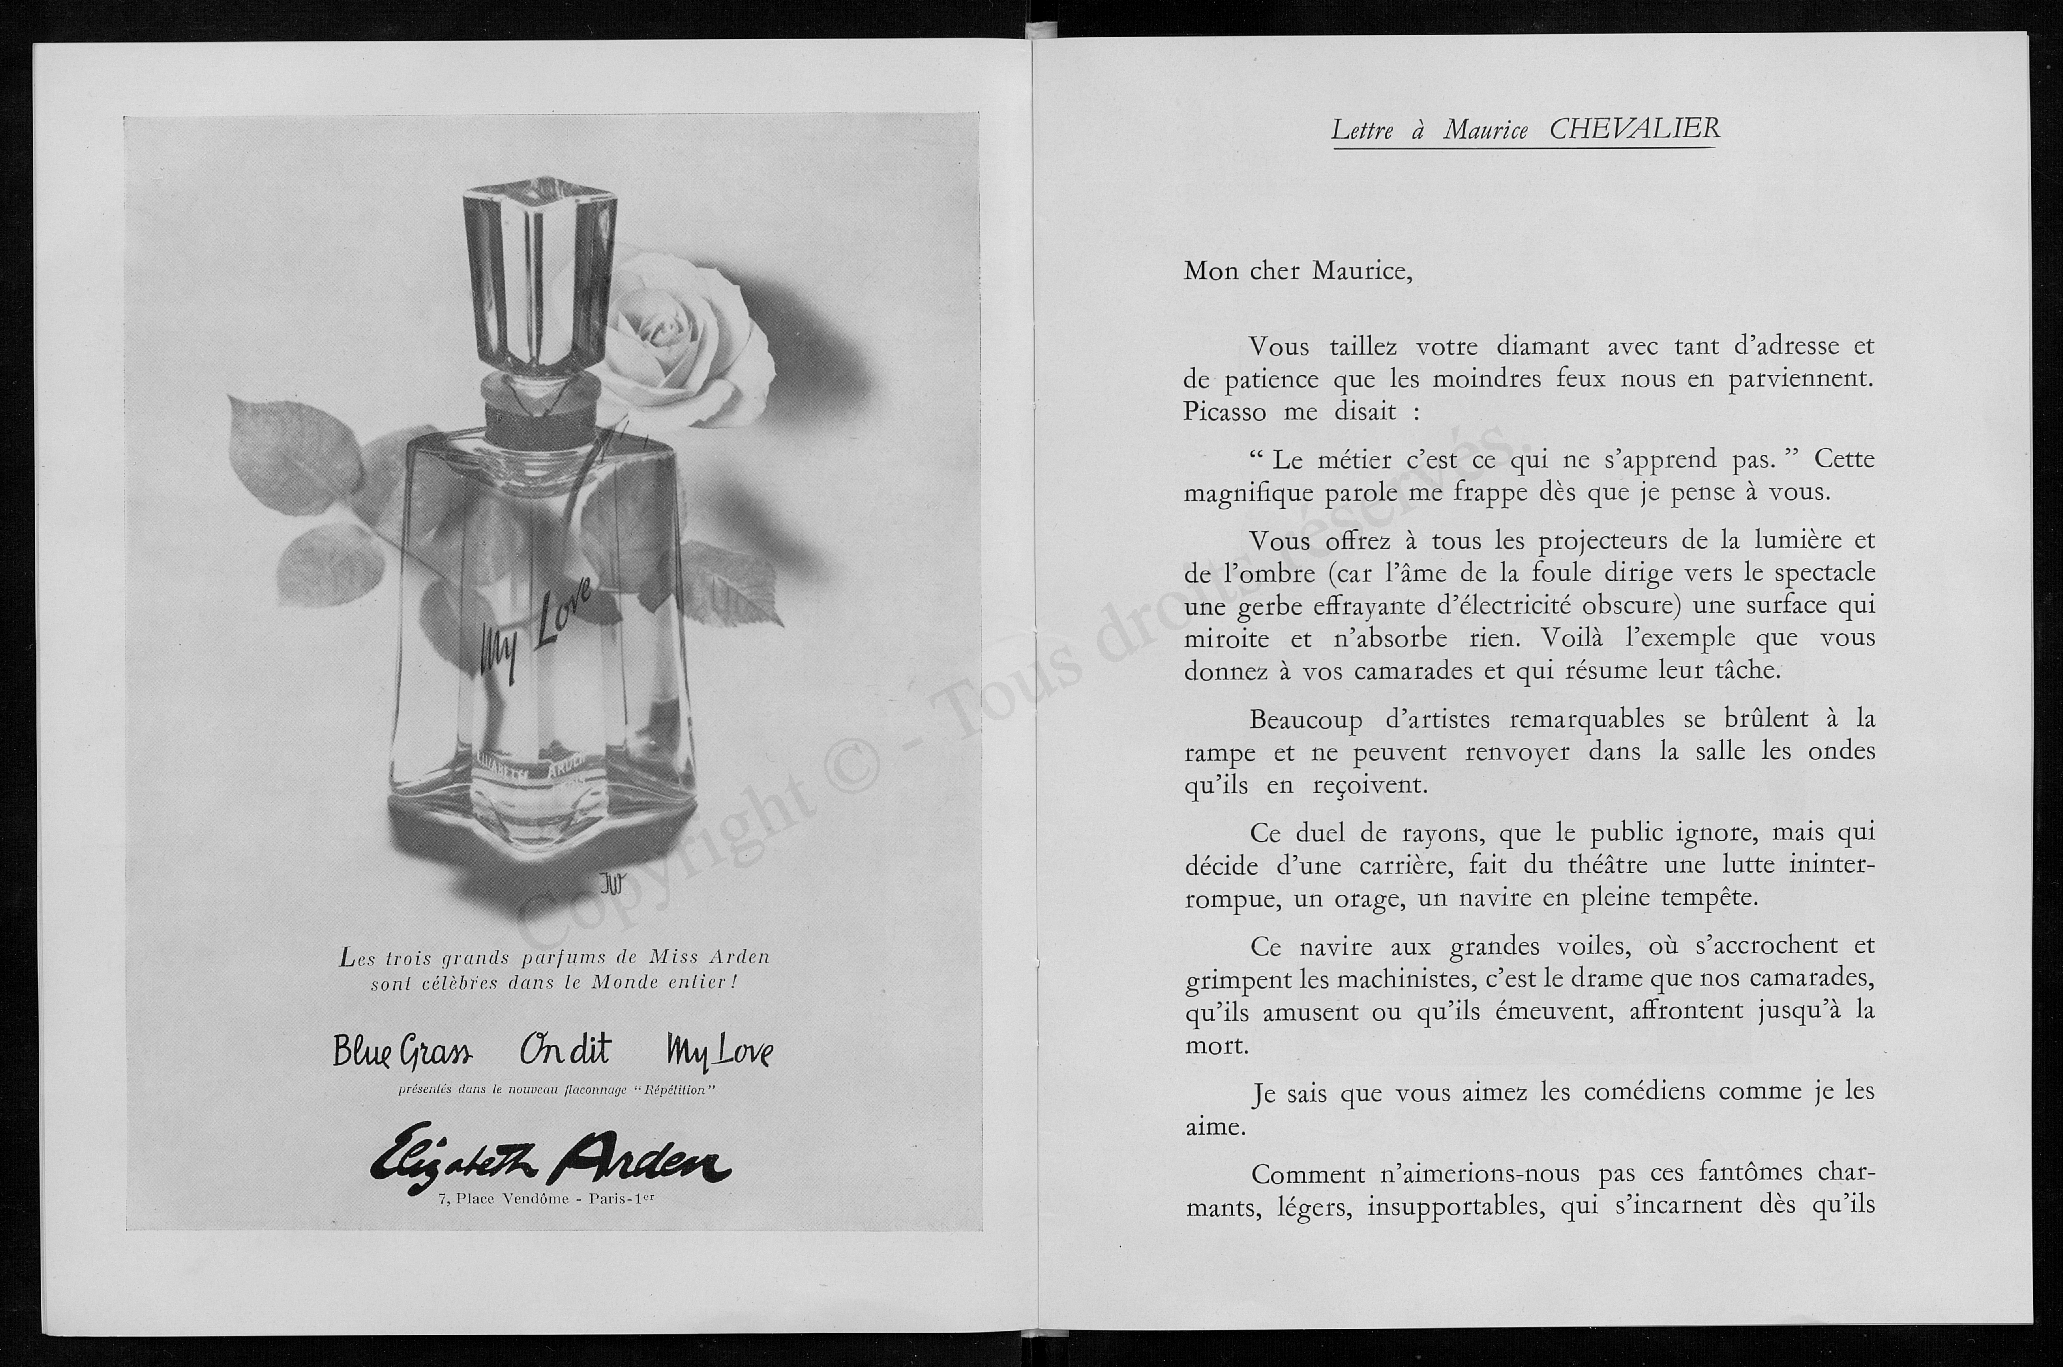 My Love
ELIZABETH ARDEN
JW
Les trois grands parfums de Miss Arden
sont célèbres dans le Monde entier !
Blue Grass On dit My Love
présentés dans le nouveau flaconnage “Répétition”
Elizabeth Arden
7, Place Vendôme - Paris-1er
Lettre à Maurice CHEVALIER
Mon cher Maurice,
Vous taillez votre diamant avec tant d’adresse et
de patience que les moindres feux nous en parviennent.
Picasso me disait :
“ Le métier c’est ce qui ne s’apprend pas. ” Cette
magnifique parole me frappe dès que je pense à vous.
Vous offrez à tous les projecteurs de la lumière et
de l’ombre (car l’âme de la foule dirige vers le spectacle
une gerbe effrayante d’électricité obscure) une surface qui
miroite et n’absorbe rien. Voilà l’exemple que vous
donnez à vos camarades et qui résume leur tâche.
Beaucoup d’artistes remarquables se brûlent à la
rampe et ne peuvent renvoyer dans la salle les ondes
qu’ils en reçoivent.
Ce duel de rayons, que le public ignore, mais qui
décide d’une carrière, fait du théâtre une lutte ininter-
rompue, un orage, un navire en pleine tempête.
Ce navire aux grandes voiles, où s’accrochent et
grimpent les machinistes, c’est le drame que nos camarades,
qu’ils amusent ou qu’ils émeuvent, affrontent jusqu’à la
mort.
Je sais que vous aimez les comédiens comme je les
aime.
Comment n’aimerions-nous pas ces fantômes char-
mants, légers, insupportables, qui s’incarnent dès qu’ils
Copyright © - Tous droits réservés.